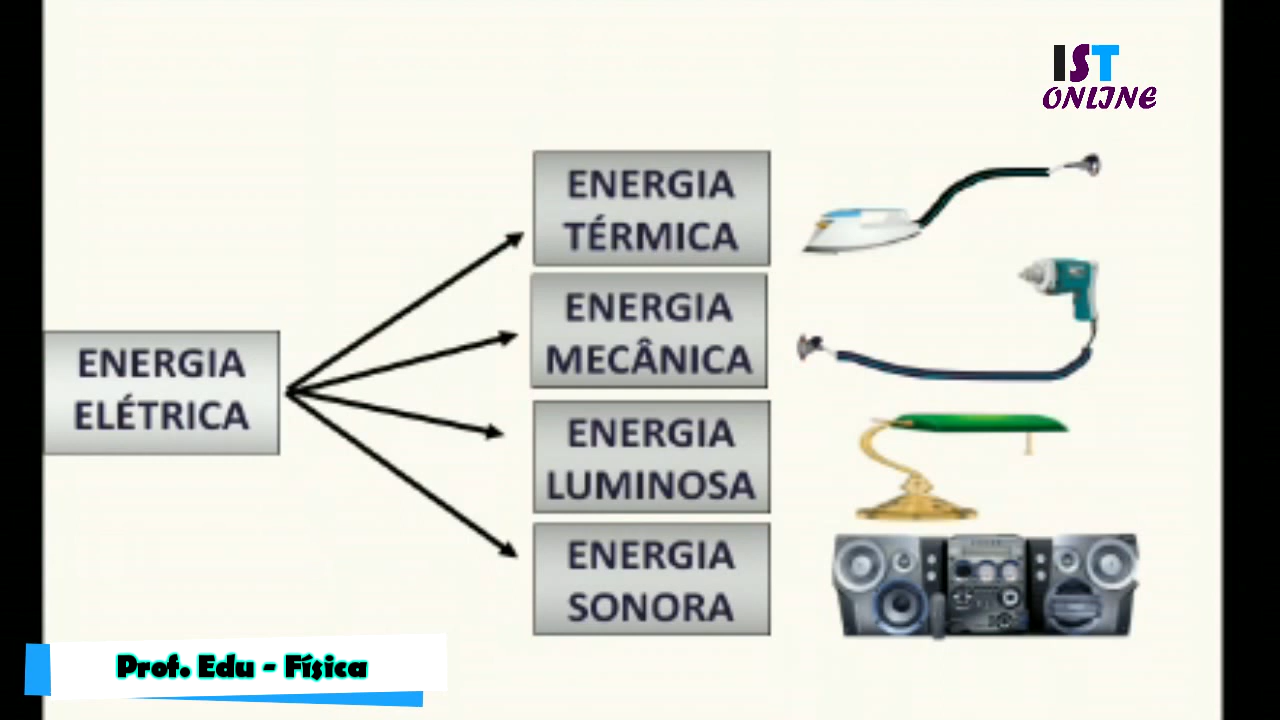 IST
ONLINE
ENERGIA
TÉRMICA
ENERGIA
MECÂNICA
ENERGIA
ELÉTRICA
ENERGIA
LUMINOSA
ENERGIA
SONORA
Prof. Edu - Física